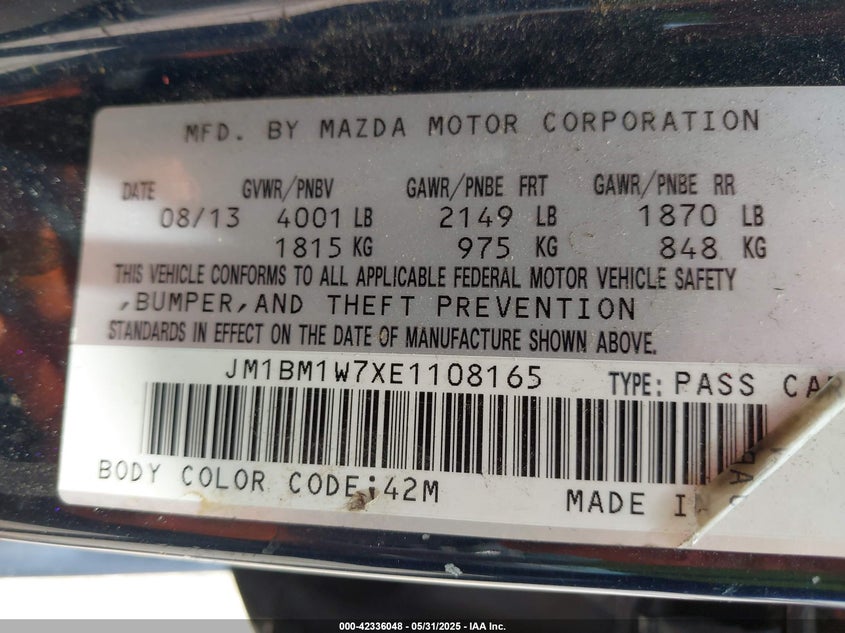 MFD. BY MAZDA MOTOR CORPORATION
DATE GVWR/PNBV GAWR/PNBE FRT GAWR/PNBE RR
08/13 4001 LB 2149 LB 1870 LB
1815 KG 975 KG 848 KG
THIS VEHICLE CONFORMS TO ALL APPLICABLE FEDERAL MOTOR VEHICLE SAFETY
,BUMPER,AND THEFT PREVENTION
STANDARDS IN EFFECT ON THE DATE OF MANUFACTURE SHOWN ABOVE.
JM1BM1W7XE1108165 TYPE: PASS
BODY COLOR CODE:42M MADE
000-42336048 - 05/31/2025 - IAA Inc.